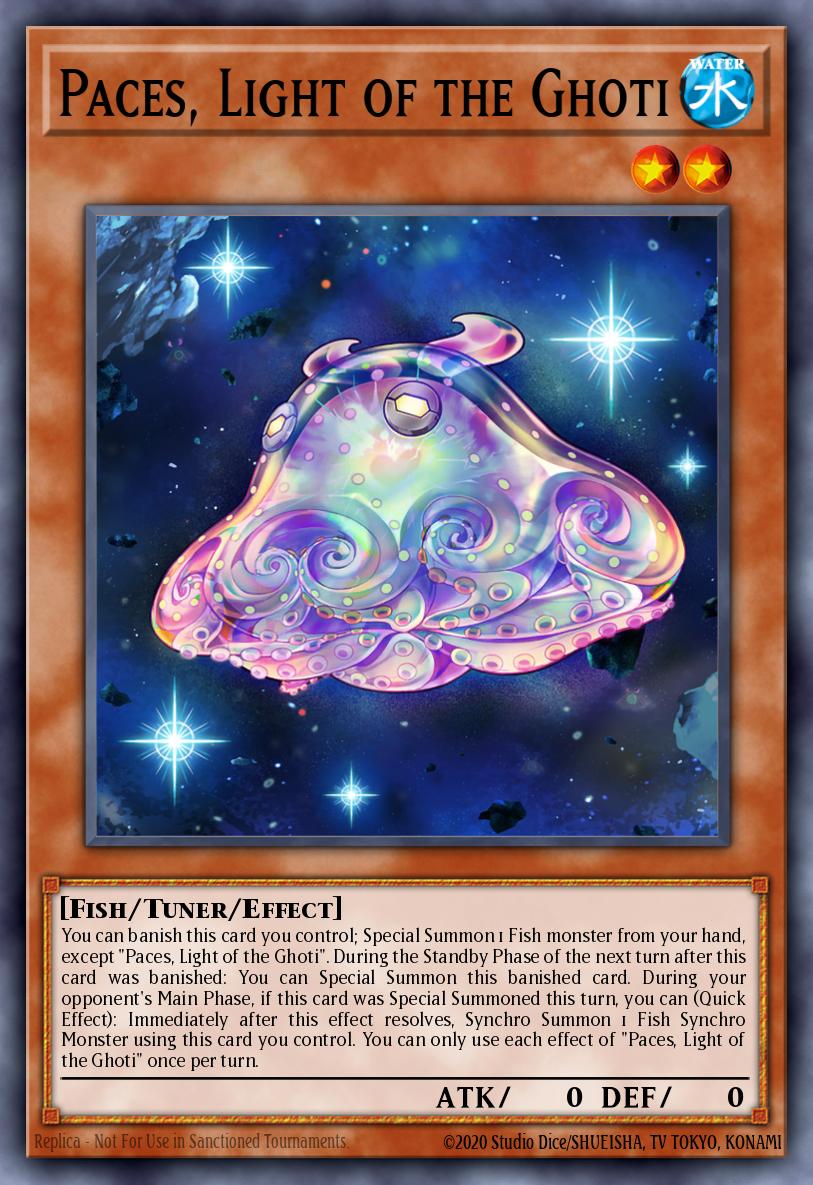 Paces, Light of the Ghoti
WATER
水
[Fish/Tuner/Effect]
You can banish this card you control; Special Summon 1 Fish monster from your hand,
except "Paces, Light of the Ghoti". During the Standby Phase of the next turn after this
card was banished: You can Special Summon this banished card. During your
opponent's Main Phase, if this card was Special Summoned this turn, you can (Quick
Effect): Immediately after this effect resolves, Synchro Summon 1 Fish Synchro
Monster using this card you control. You can only use each effect of "Paces, Light of
the Ghoti" once per turn.
ATK/ 0 DEF/ 0
Replica - Not For Use in Sanctioned Tournaments.
©2020 Studio Dice/SHUEISHA, TV TOKYO, KONAMI